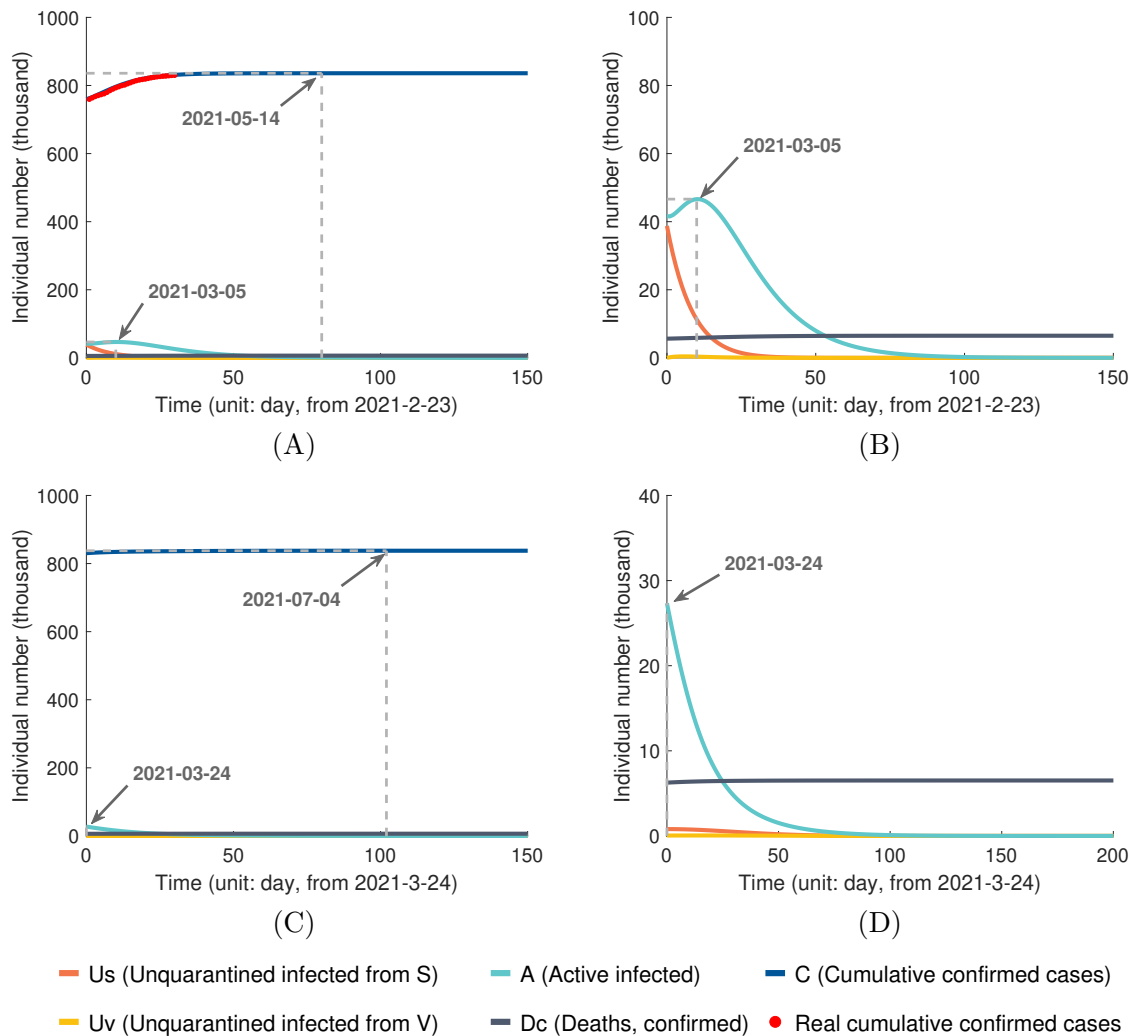 1000
800
600
400
200
0
0
50
100
150
Individual number (thousand)
Time (unit: day, from 2021-2-23)
2021-05-14
2021-03-05
(A)
100
80
60
40
20
0
0
50
100
150
Individual number (thousand)
Time (unit: day, from 2021-2-23)
2021-03-05
(B)
1000
800
600
400
200
0
0
50
100
150
Individual number (thousand)
Time (unit: day, from 2021-3-24)
2021-07-04
2021-03-24
(C)
40
30
20
10
0
0
50
100
150
200
Individual number (thousand)
Time (unit: day, from 2021-3-24)
2021-03-24
(D)
Us (Unquarantined infected from S)
A (Active infected)
C (Cumulative confirmed cases)
Uv (Unquarantined infected from V)
Dc (Deaths, confirmed)
Real cumulative confirmed cases